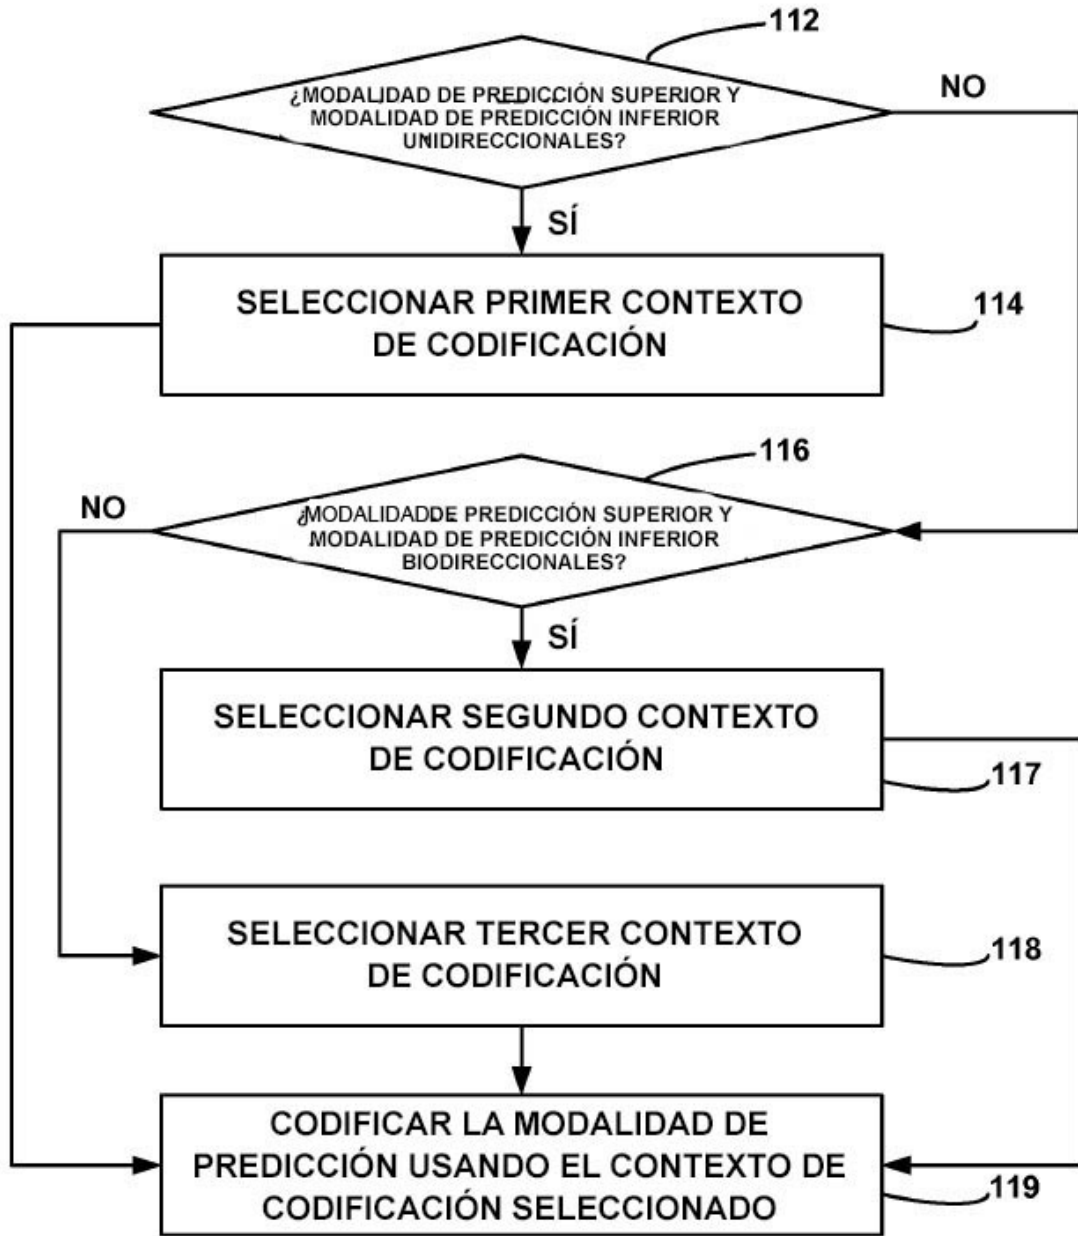 112
¿MODALIDAD DE PREDICCIÓN SUPERIOR Y
MODALIDAD DE PREDICCIÓN INFERIOR
UNIDIRECCIONALES?
NO
SÍ
SELECCIONAR PRIMER CONTEXTO
DE CODIFICACIÓN
114
116
NO
¿MODALIDADDE PREDICCIÓN SUPERIOR Y
MODALIDAD DE PREDICCIÓN INFERIOR
BIODIRECCIONALES?
SÍ
SELECCIONAR SEGUNDO CONTEXTO
DE CODIFICACIÓN
117
SELECCIONAR TERCER CONTEXTO
DE CODIFICACIÓN
118
CODIFICAR LA MODALIDAD DE
PREDICCIÓN USANDO EL CONTEXTO DE
CODIFICACIÓN SELECCIONADO
119